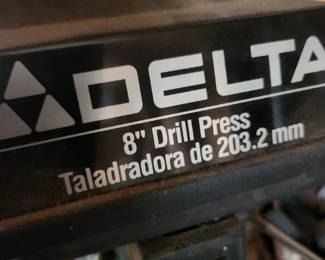 DELTA
8" Drill Press
Taladradora de 203.2 mm